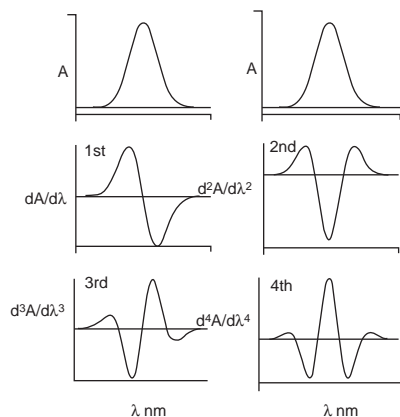 A
A
1st
dA/dλ
2nd
d²A/dλ²
3rd
d³A/dλ³
4th
d⁴A/dλ⁴
λ nm
λ nm